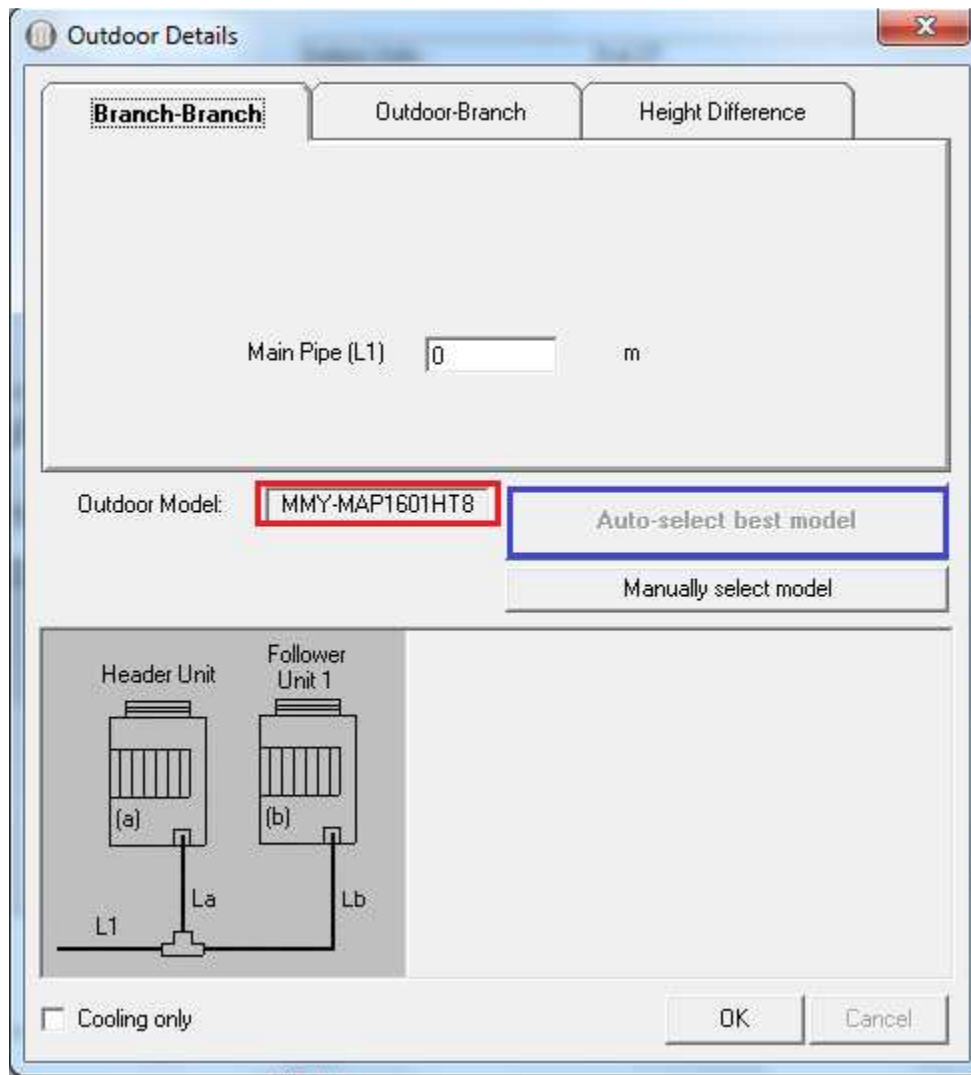 Outdoor Details
Branch-Branch Outdoor-Branch Height Difference
Main Pipe (L1) 0 m
Outdoor Model: MMY-MAP1601HT8 Auto-select best model
Manually select model
Header Unit
Follower
Unit 1
(a) (b)
La Lb
L1
Cooling only OK Cancel